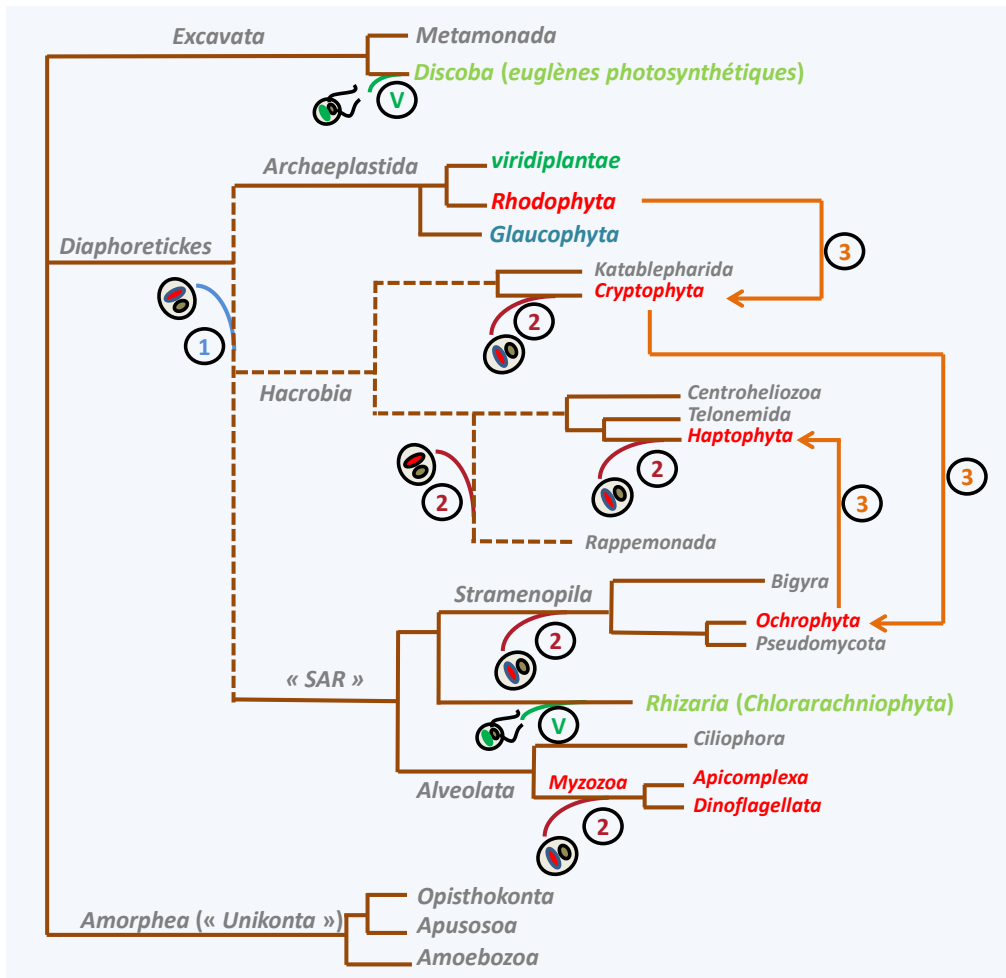 Excavata
Metamonada
Discoba (euglènes photosynthétiques)
V
Archaeplastida
viridiplantae
Rhodophyta
Glaucophyta
Diaphoretickes
3
1
Katablepharida
Cryptophyta
2
Hacrobia
Centroheliozoa
Telonemida
Haptophyta
2
2
3
3
Rappemonada
Stramenopila
Bigyra
Ochrophyta
Pseudomycota
2
« SAR »
Rhizaria (Chlorarachniophyta)
V
Ciliophora
Alveolata
Myzozoa
Apicomplexa
Dinoflagellata
2
Amorphea (« Unikonta »)
Opisthokonta
Apusosoa
Amoebozoa